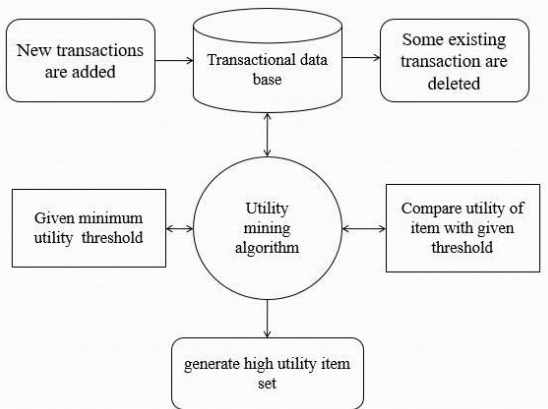 New transactions
are added
Transactional data
base
Some existing
transaction are
deleted
Given minimum
utility threshold
Utility
mining
algorithm
Compare utility of
item with given
threshold
generate high utility item
set